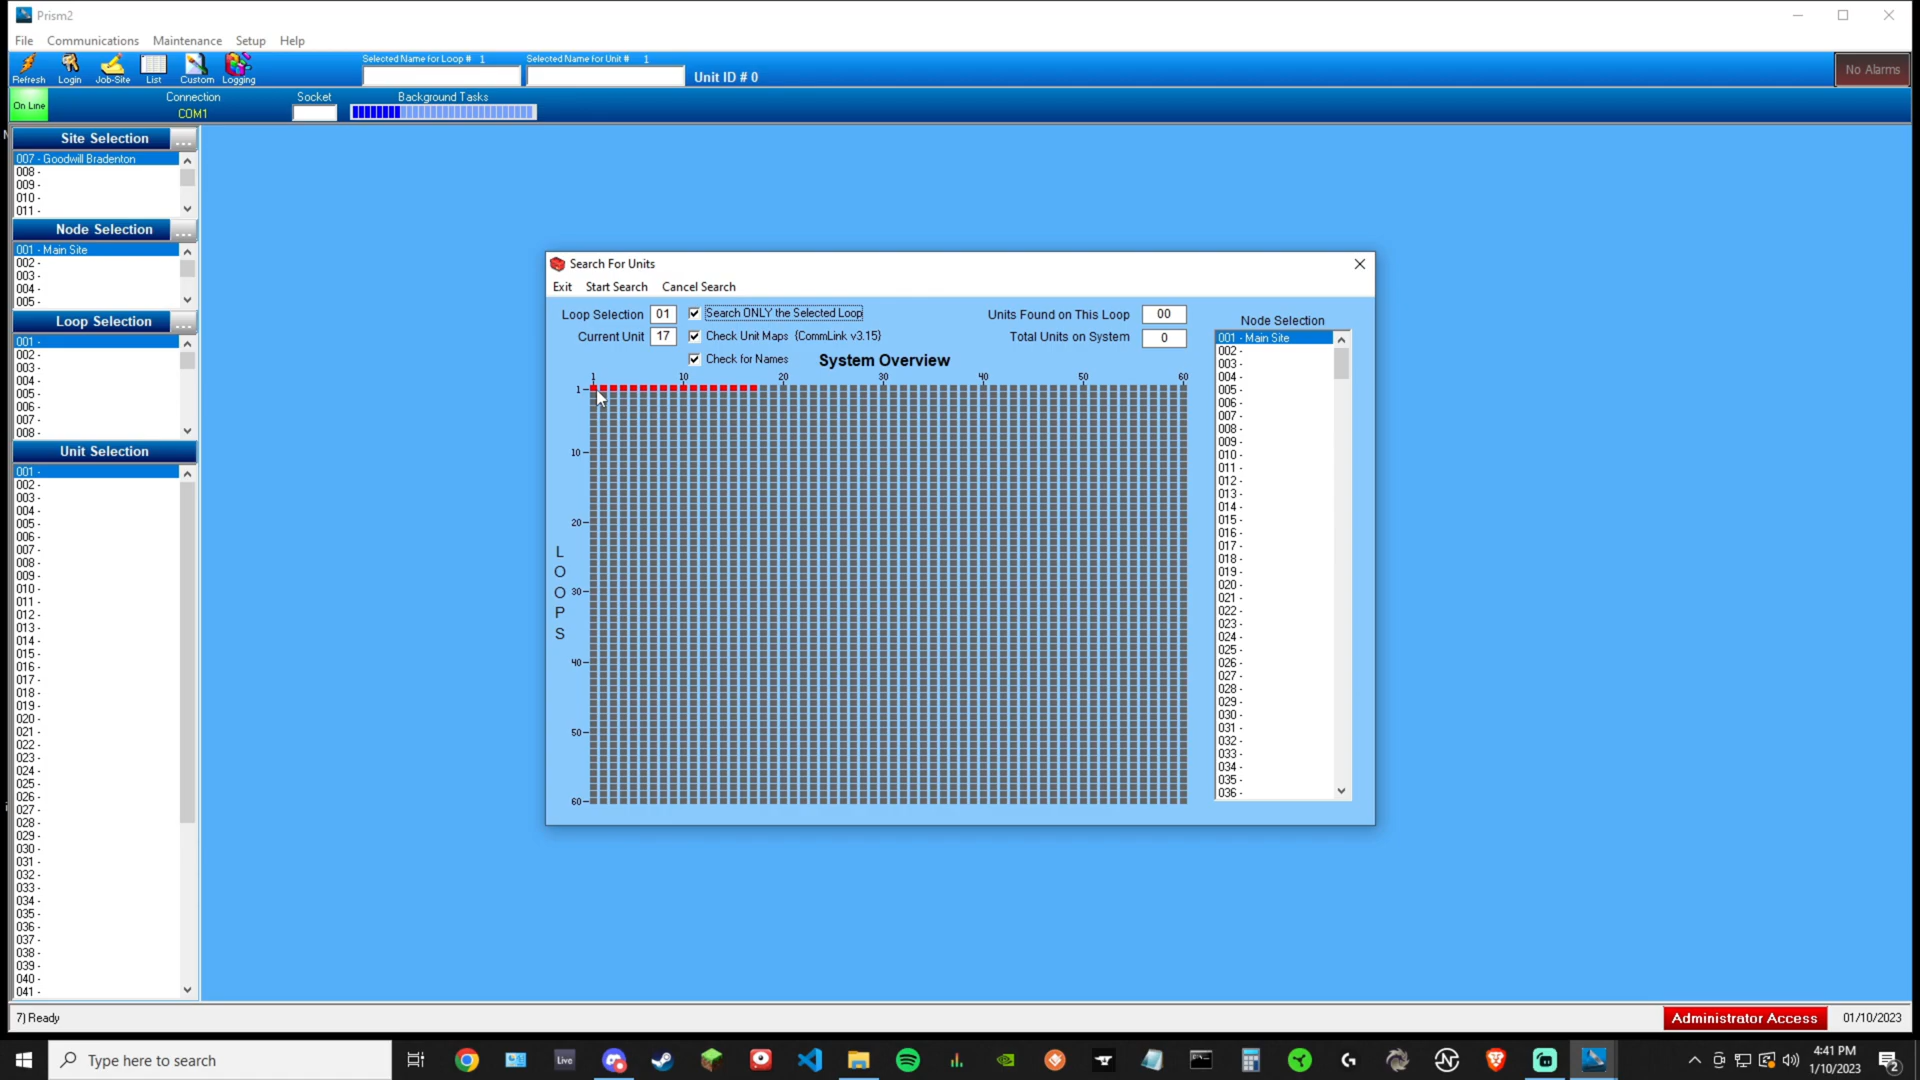 Prism2
File Communications Maintenance Setup Help
Refresh Login Job-Site List Custom Logging
Selected Name for Loop # 1
Selected Name for Unit # 1
Unit ID # 0
No Alarms
On Line
Connection
COM1
Socket
Background Tasks
Site Selection ...
007 - Goodwill Bradenton
008 -
009 -
010 -
011 -
Node Selection ...
001 - Main Site
002 -
003 -
004 -
005 -
Loop Selection ...
001 -
002 -
003 -
004 -
005 -
006 -
007 -
008 -
Unit Selection
001 -
002 -
003 -
004 -
005 -
006 -
007 -
008 -
009 -
010 -
011 -
012 -
013 -
014 -
015 -
016 -
017 -
018 -
019 -
020 -
021 -
022 -
023 -
024 -
025 -
026 -
027 -
028 -
029 -
030 -
031 -
032 -
033 -
034 -
035 -
036 -
037 -
038 -
039 -
040 -
041 -
Search For Units
Exit Start Search Cancel Search
Loop Selection 01 Search ONLY the Selected Loop
Current Unit 17 Check Unit Maps (CommLink v3.15)
Check for Names
Units Found on This Loop 00
Total Units on System 0
System Overview
1 10 20 30 40 50 60
1
10
20
30
40
50
60
LOOPS
Node Selection
001 - Main Site
002 -
003 -
004 -
005 -
006 -
007 -
008 -
009 -
010 -
011 -
012 -
013 -
014 -
015 -
016 -
017 -
018 -
019 -
020 -
021 -
022 -
023 -
024 -
025 -
026 -
027 -
028 -
029 -
030 -
031 -
032 -
033 -
034 -
035 -
036 -
7) Ready
Administrator Access
01/10/2023
Type here to search
Live
4:41 PM
1/10/2023
2